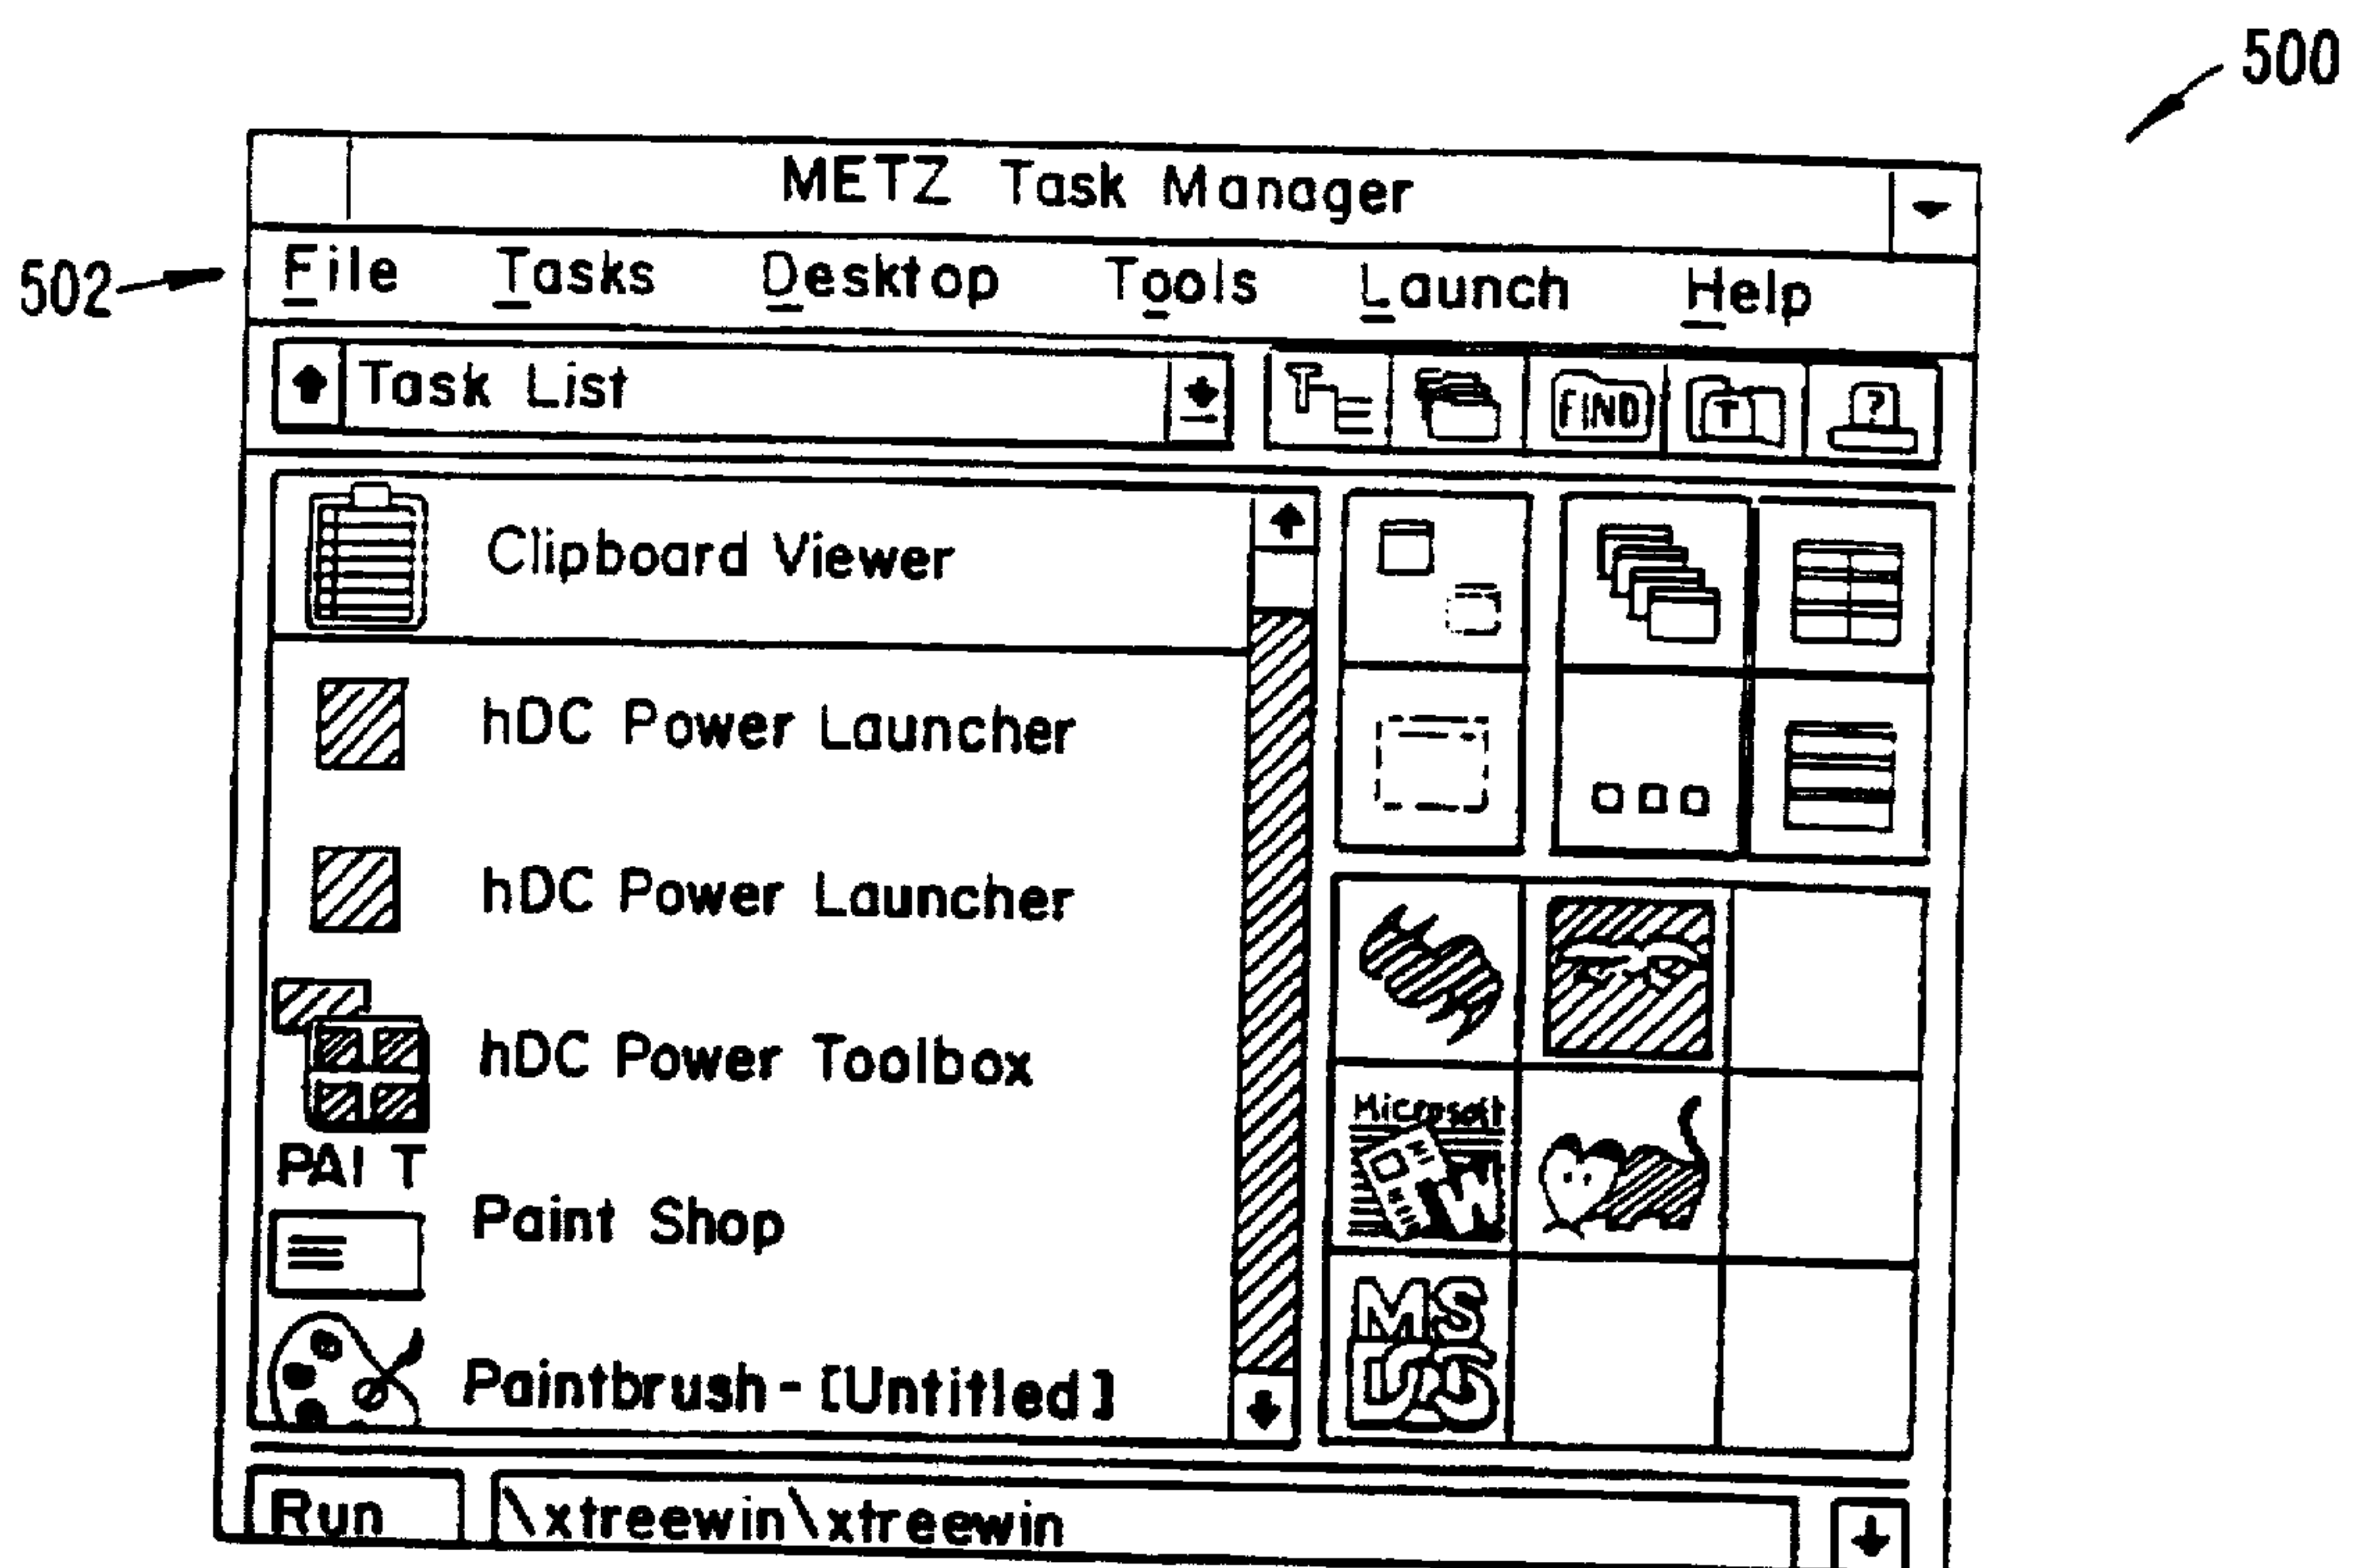 500
METZ Task Manager
502
File Tasks Desktop Tools Launch Help
Task List
FIND
T
?
Clipboard Viewer
hDC Power Launcher
hDC Power Launcher
hDC Power Toolbox
Microsoft
W
PAI T
Paint Shop
MS
Paintbrush-[Untitled]
Run \xtreewin\xtreewin